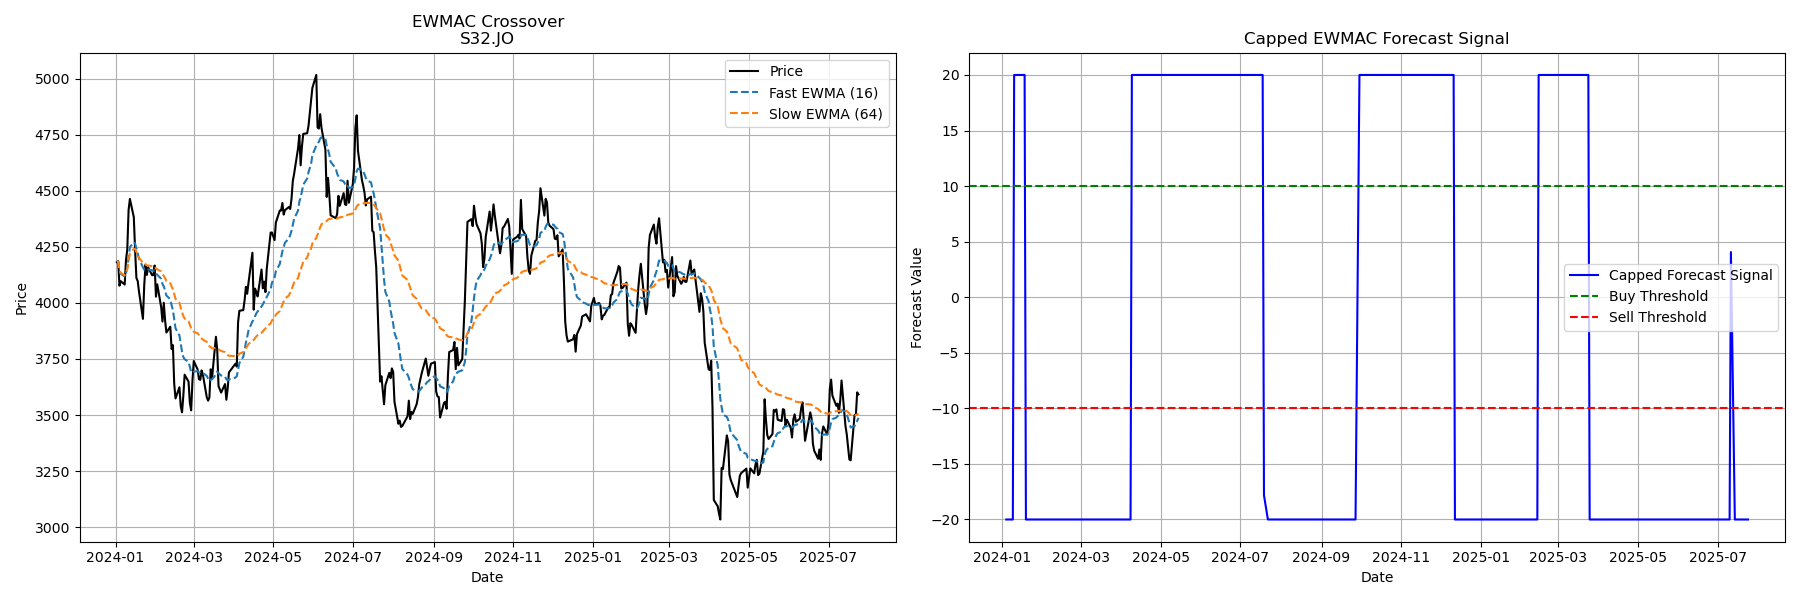 EWMAC Crossover
S32.JO
Price
Fast EWMA (16)
Slow EWMA (64)
5000
4750
4500
4250
4000
3750
3500
3250
3000
Price
2024-01 2024-03 2024-05 2024-07 2024-09 2024-11 2025-01 2025-03 2025-05 2025-07
Date
Capped EWMAC Forecast Signal
20
15
10
5
0
−5
−10
−15
−20
Forecast Value
Capped Forecast Signal
Buy Threshold
Sell Threshold
2024-01 2024-03 2024-05 2024-07 2024-09 2024-11 2025-01 2025-03 2025-05 2025-07
Date